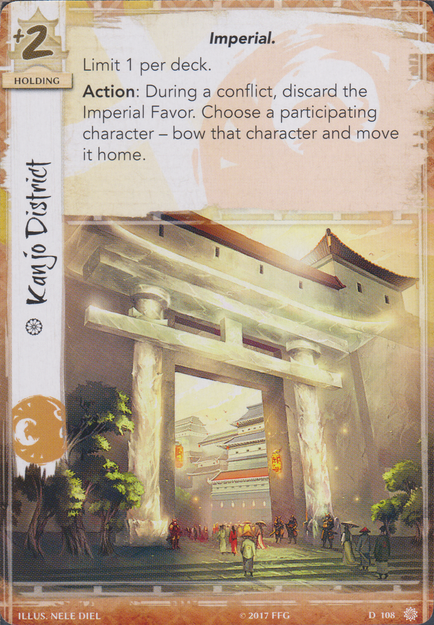 +2
HOLDING
Imperial.
Limit 1 per deck.
Action: During a conflict, discard the
Imperial Favor. Choose a participating
character – bow that character and move
it home.
Kanjo District
ILLUS. NELE DIEL
© 2017 FFG
D 108